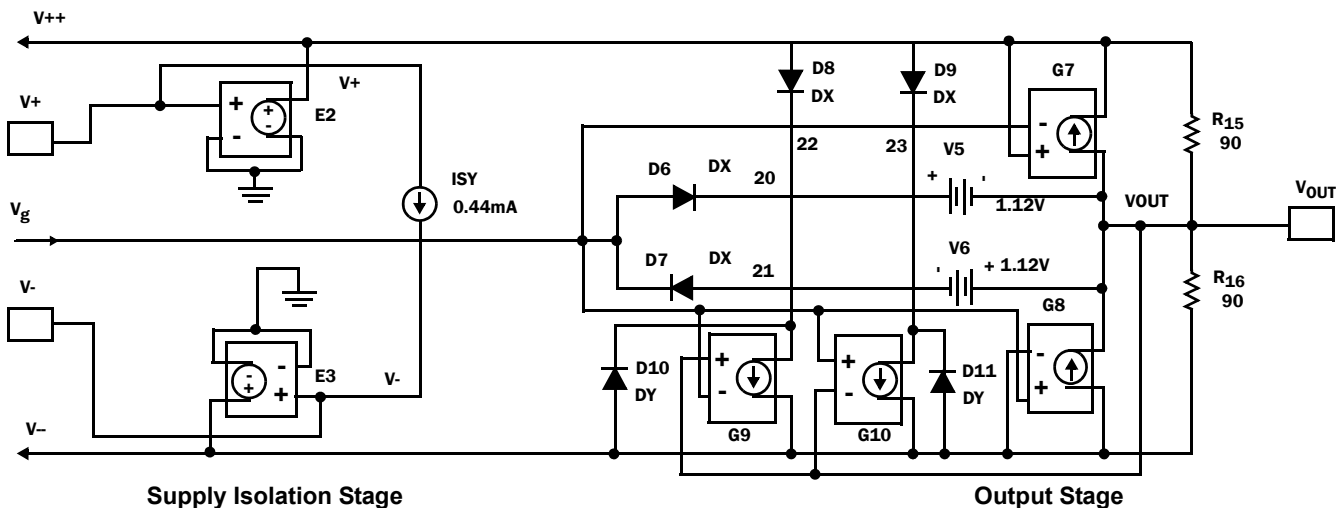 V++
V+
V+
+
-
+
-
E2
D8
DX
D9
DX
G7
-
+
R15
90
22
23
ISY
0.44mA
D6
DX
20
V5
+
-
1.12V
VOUT
VOUT
Vg
D7
DX
21
V6
-
+ 1.12V
V-
R16
90
G8
-
+
-
+
-
+
E3
V-
D10
DY
+
-
G9
+
-
G10
D11
DY
V--
Supply Isolation Stage
Output Stage